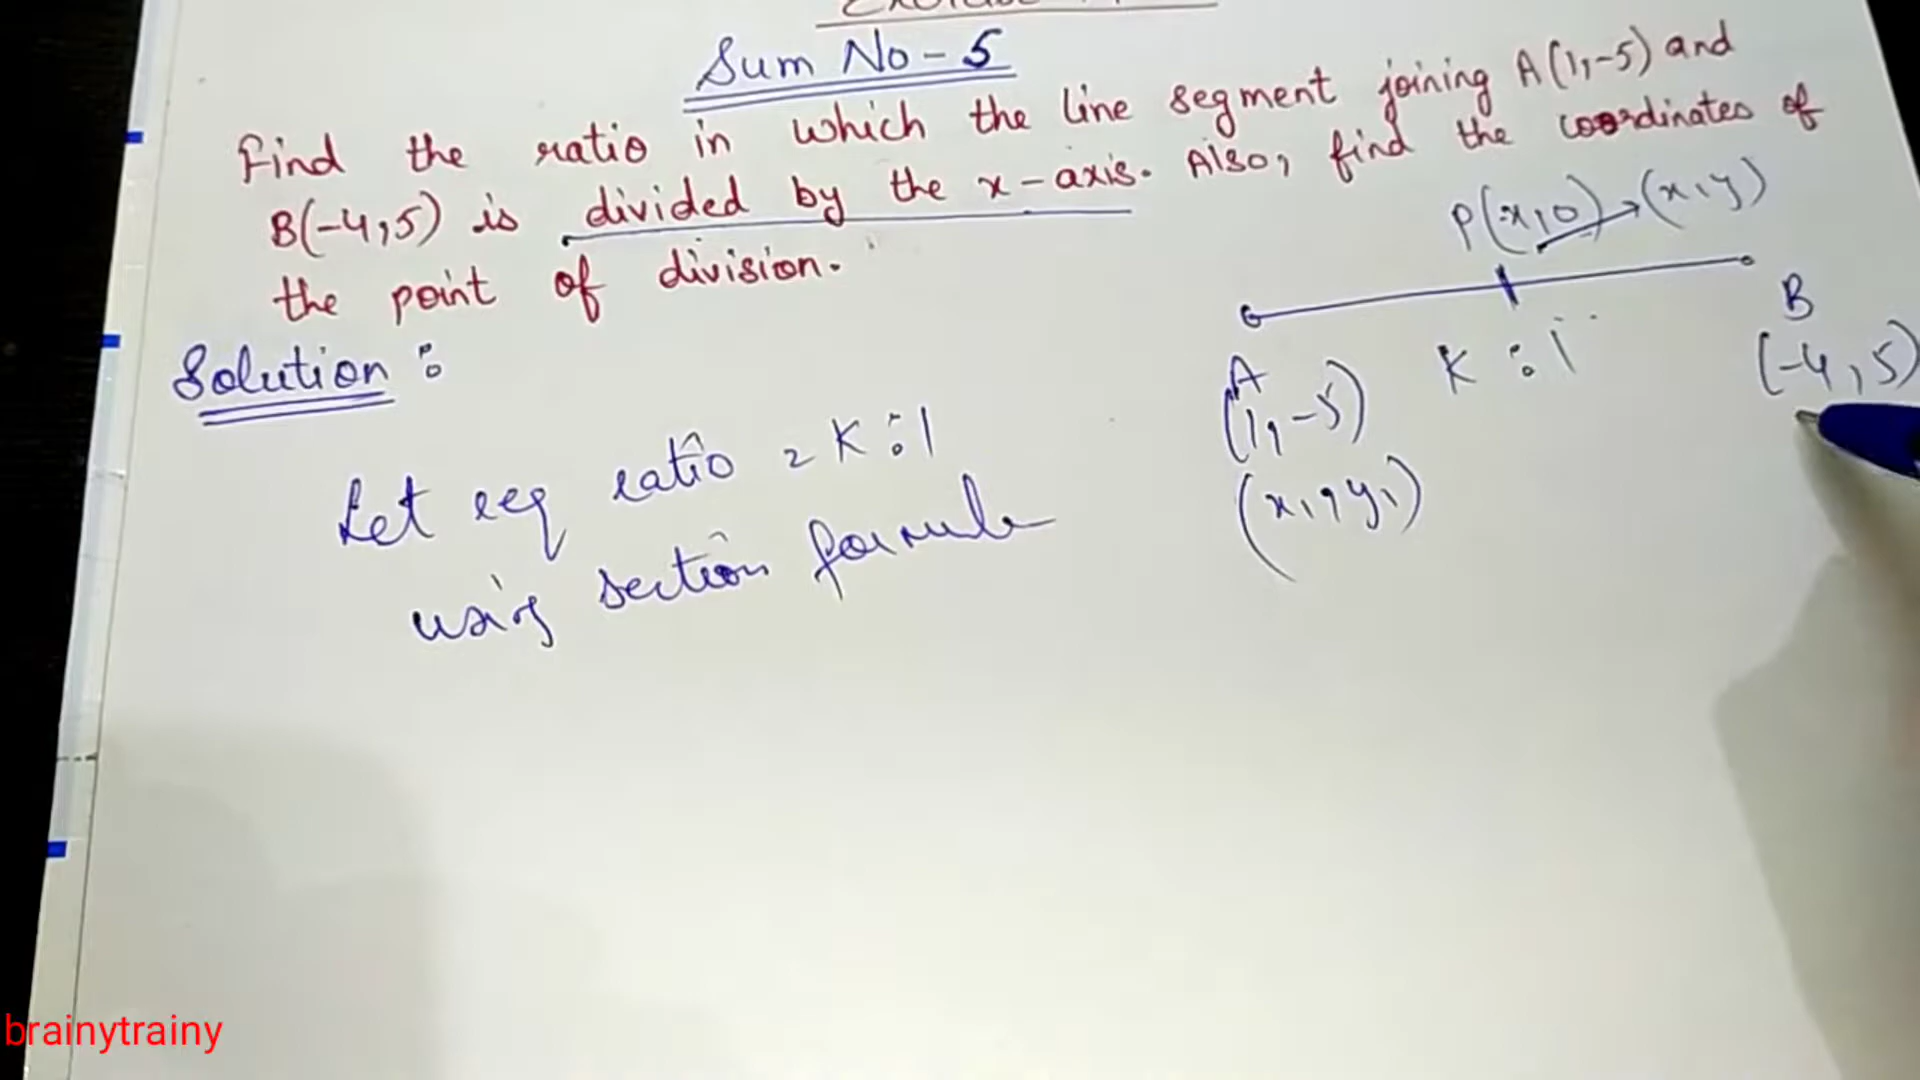 Sum No - 5
Find the ratio in which the line segment joining A(1,-5) and
B(-4,5) is divided by the x-axis. Also, find the coordinates of
the point of division.
P(x,0) → (x,y)
Solution :
A
(1,-5)
(x1,y1)
K : 1
B
(-4,5)
Let req ratio = K:1
using section formula
brainytrainy